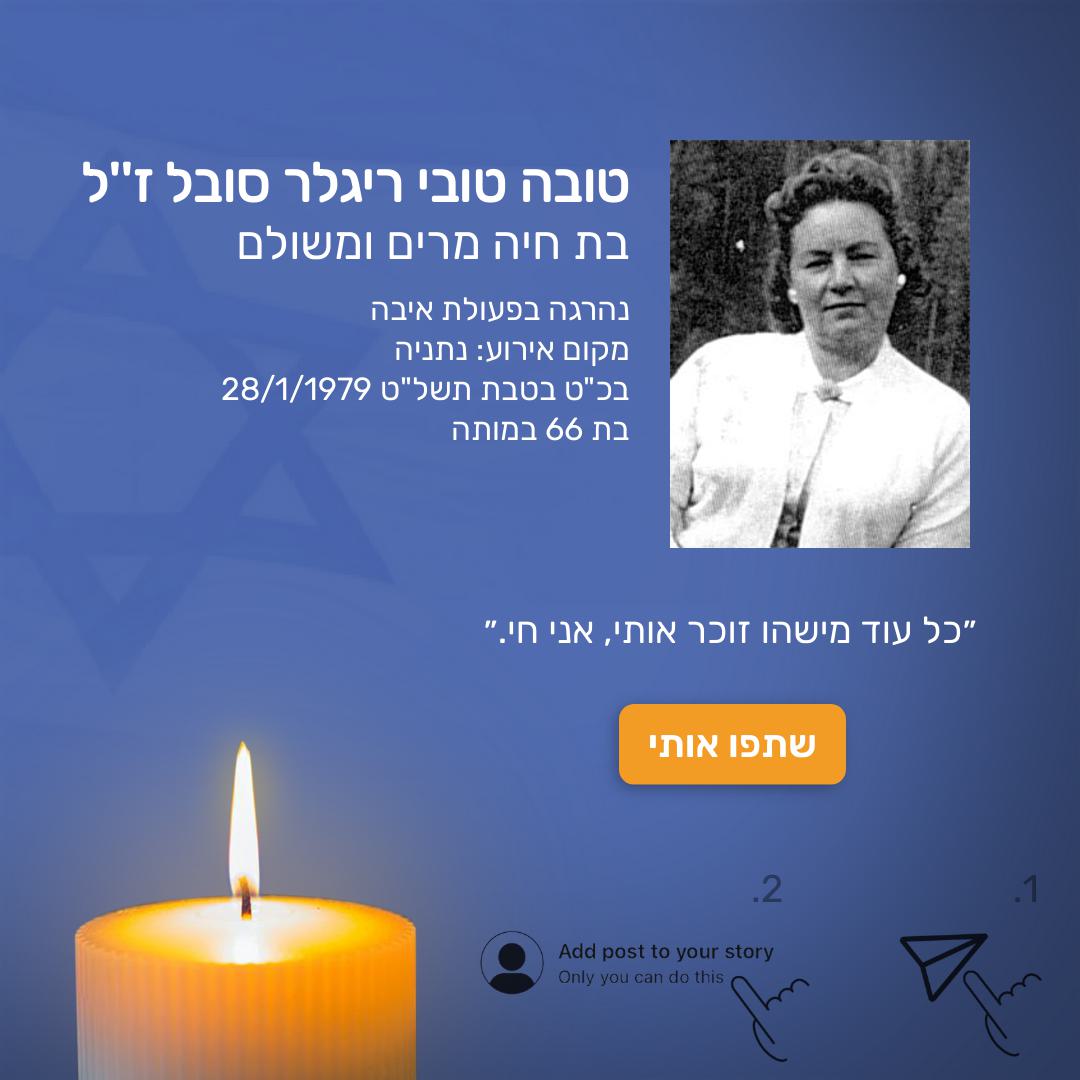 טובה טובי ריגלר סובל ז"ל
בת חיה מרים ומשולם
נהרגה בפעולת איבה
מקום אירוע: נתניה
בכ"ט בטבת תשל"ט 28/1/1979
בת 66 במותה
״כל עוד מישהו זוכר אותי, אני חי.״
שתפו אותי
.1
.2
Add post to your story
Only you can do this